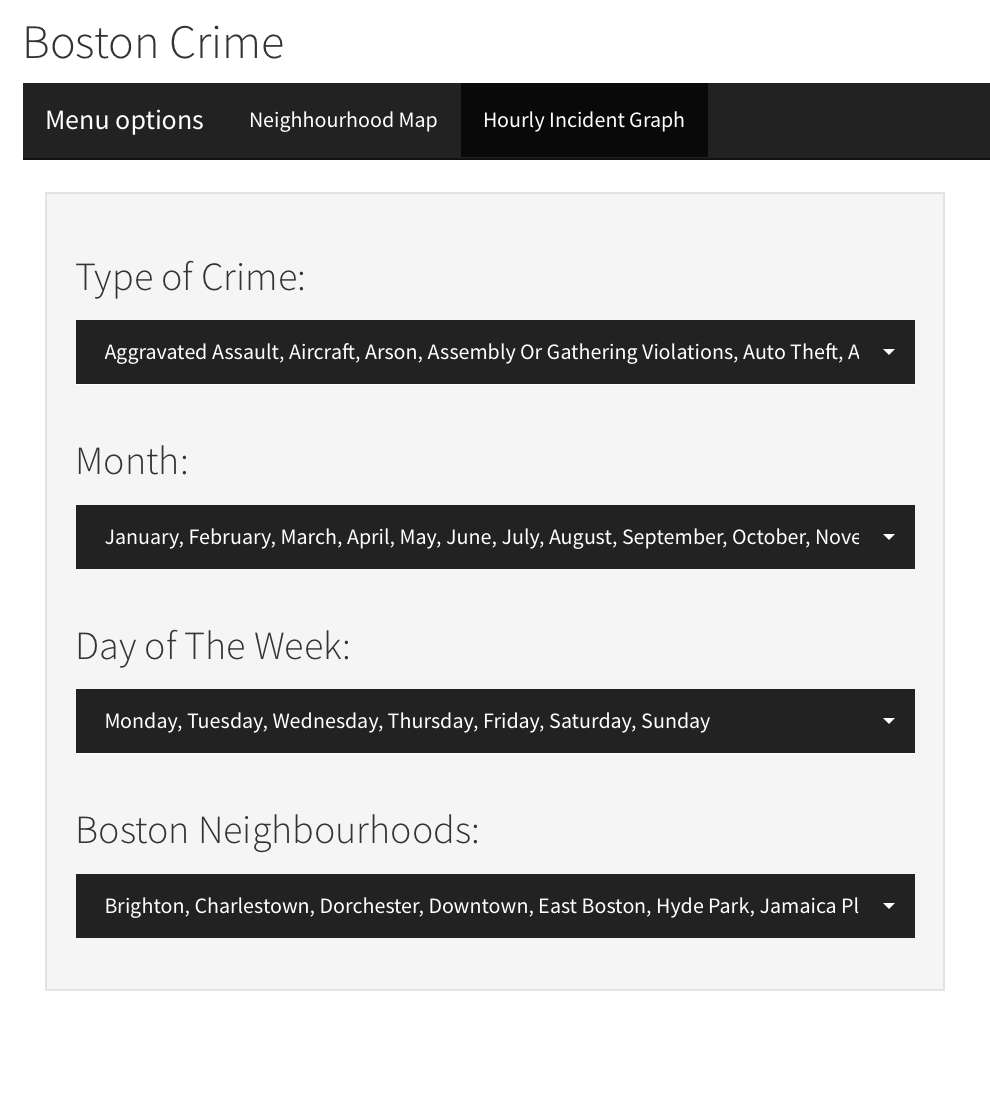 Boston Crime
Menu options Neighhourhood Map Hourly Incident Graph
Type of Crime:
Aggravated Assault, Aircraft, Arson, Assembly Or Gathering Violations, Auto Theft, A
Month:
January, February, March, April, May, June, July, August, September, October, Nove
Day of The Week:
Monday, Tuesday, Wednesday, Thursday, Friday, Saturday, Sunday
Boston Neighbourhoods:
Brighton, Charlestown, Dorchester, Downtown, East Boston, Hyde Park, Jamaica Pl